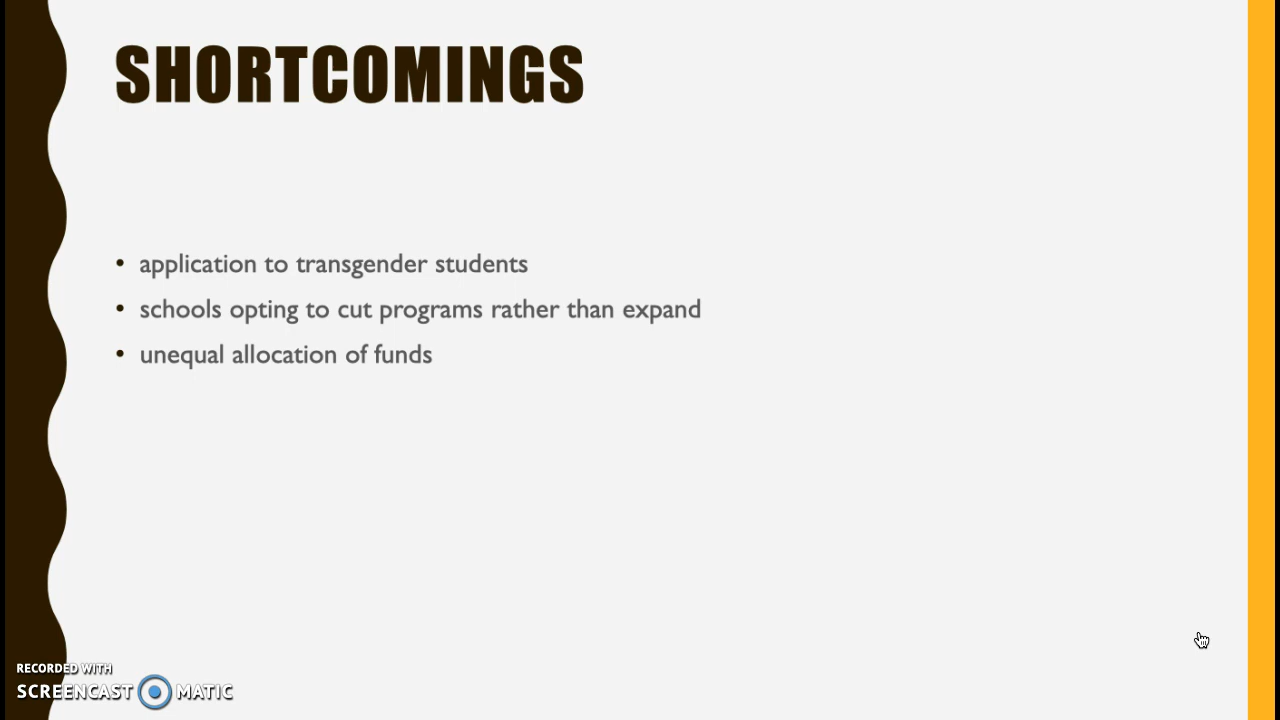 SHORTCOMINGS
• application to transgender students
• schools opting to cut programs rather than expand
• unequal allocation of funds
RECORDED WITH
SCREENCAST MATIC